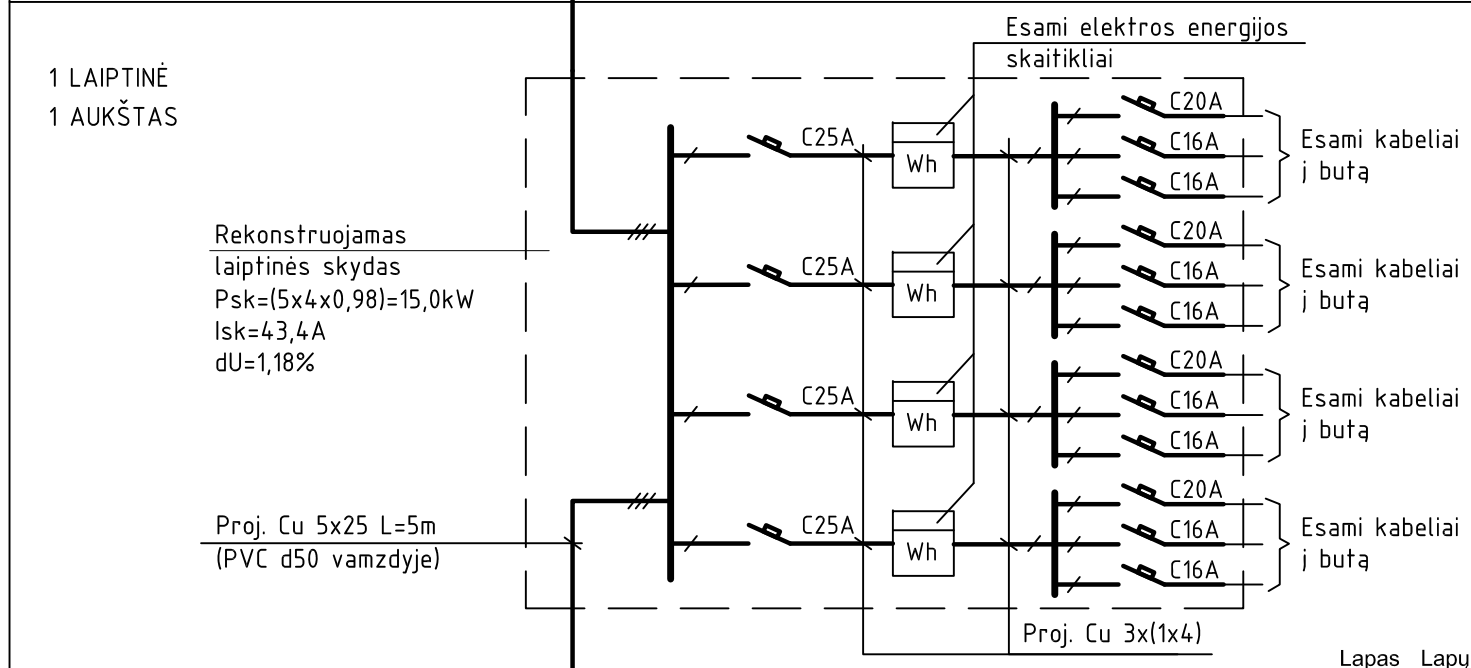 Esami elektros energijos
skaitikliai
1 LAIPTINĖ
1 AUKŠTAS
C25A
Wh
C20A
C16A
C16A
Esami kabeliai
į butą
Rekonstruojamas
laiptinės skydas
Psk=(5x4x0,98)=15,0kW
Isk=43,4A
dU=1,18%
C25A
Wh
C20A
C16A
C16A
Esami kabeliai
į butą
C25A
Wh
C20A
C16A
C16A
Esami kabeliai
į butą
Proj. Cu 5x25 L=5m
(PVC d50 vamzdyje)
C25A
Wh
C20A
C16A
C16A
Esami kabeliai
į butą
Proj. Cu 3x(1x4)
Lapas Lapu